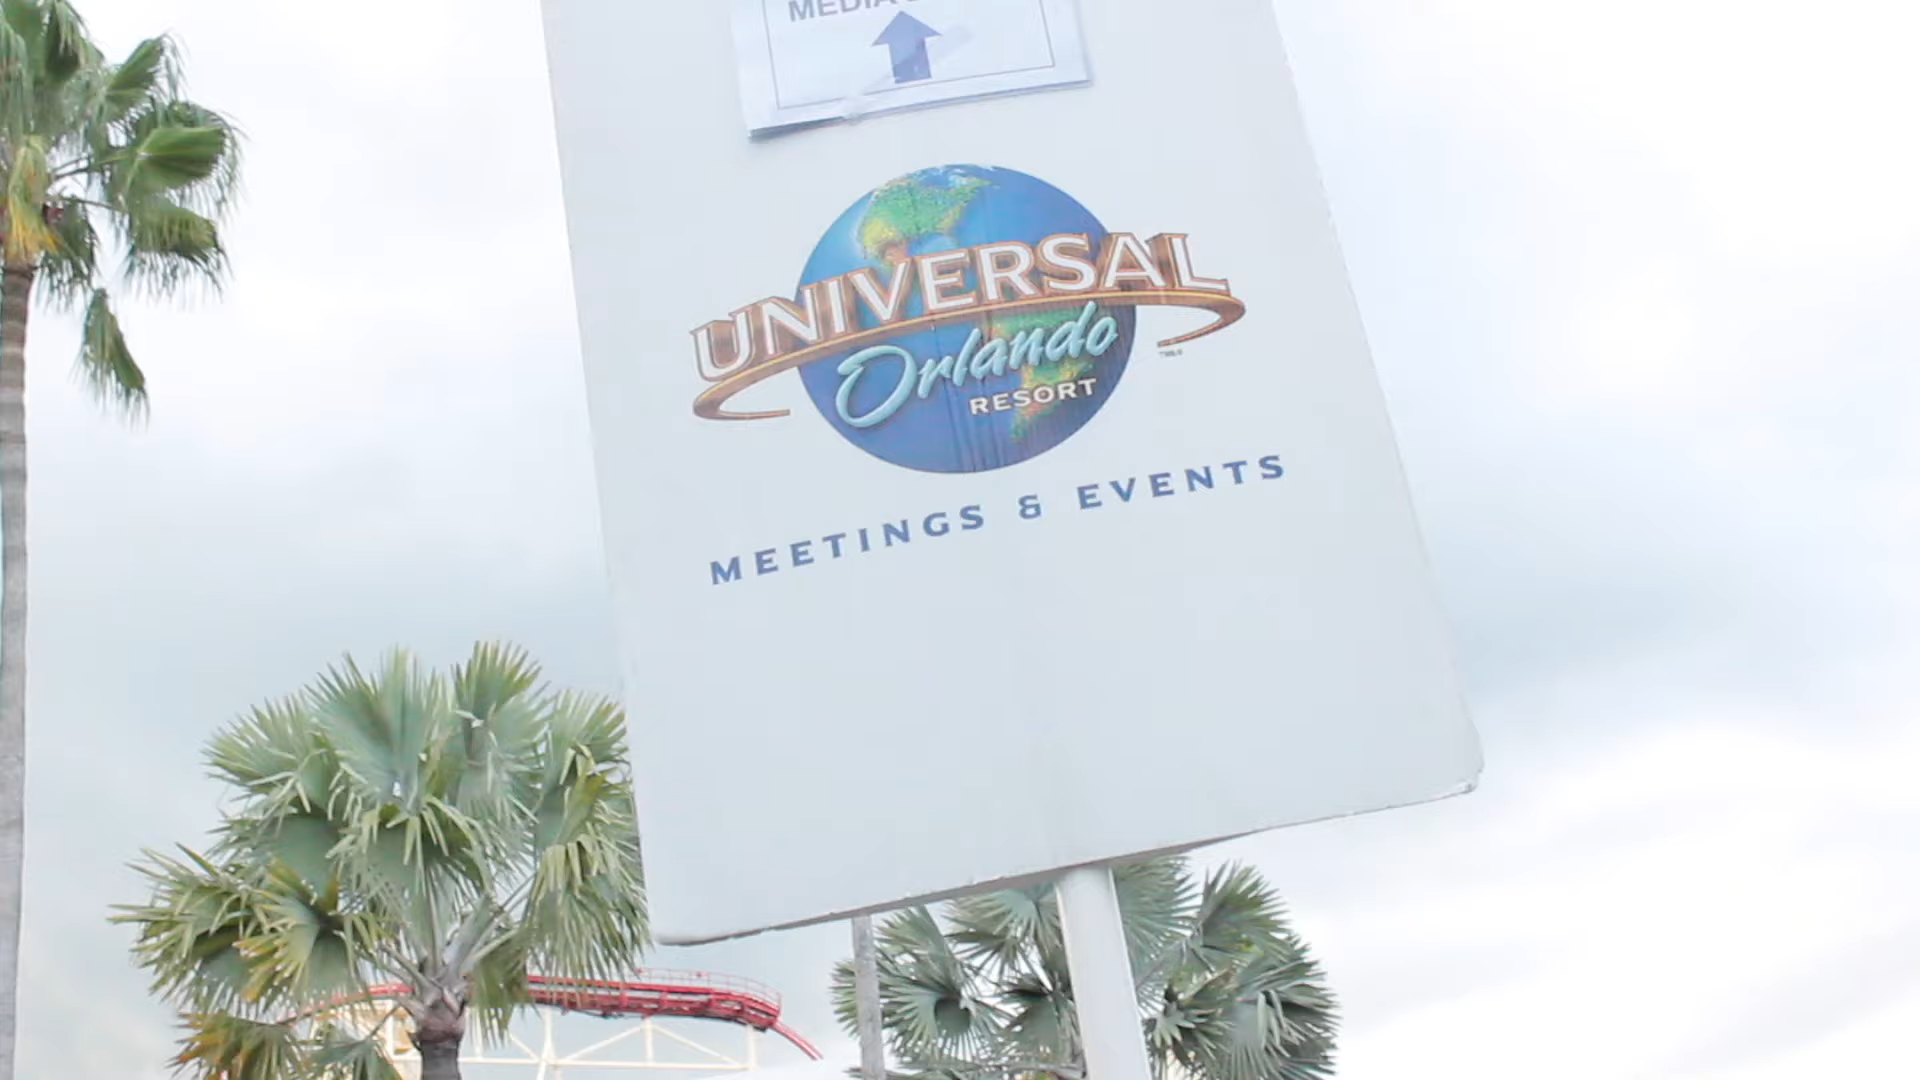 MEDIA
UNIVERSAL
Orlando
RESORT
MEETINGS & EVENTS